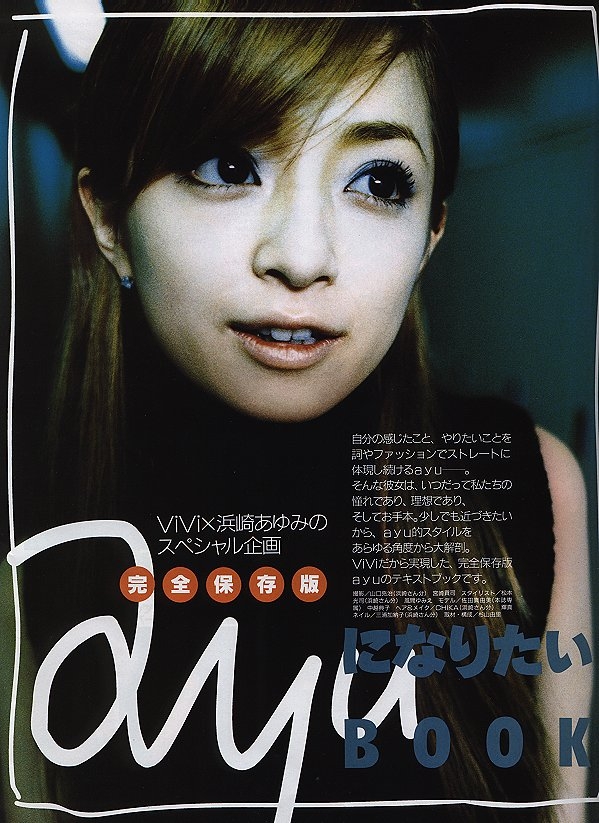 自分の感じたこと、やりたいことを
詞やファッションでストレートに
体現し続けるayu——。
そんな彼女は、いつだって私たちの
憧れであり、理想であり、
そしてお手本。少しでも近づきたい
から、ayu的スタイルを
あらゆる角度から大解剖。
ViViだから実現した、完全保存版
ayuのテキストブックです。
ViVi×浜崎あゆみの
スペシャル企画
完全保存版
ayu
になりたい
BOOK